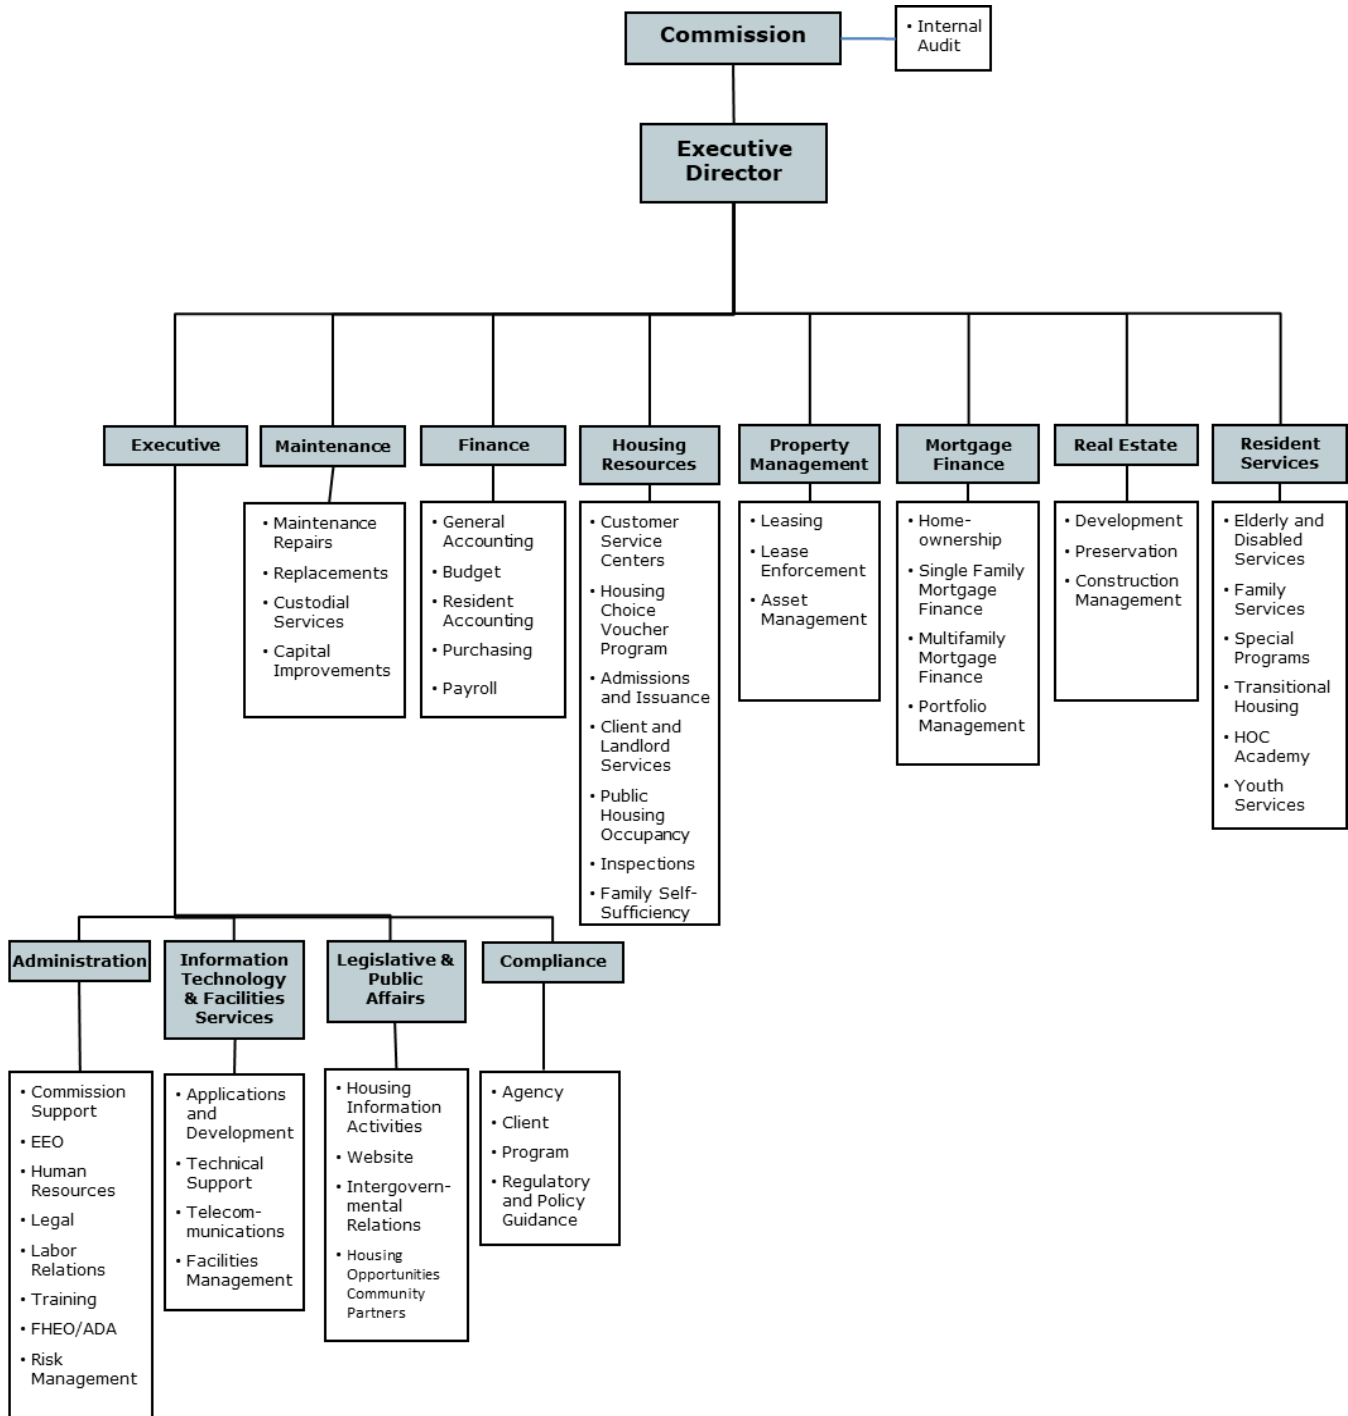 Commission
• Internal
Audit
Executive
Director
Executive
Maintenance
Finance
Housing
Resources
Property
Management
Mortgage
Finance
Real Estate
Resident
Services
• Maintenance
Repairs
• Replacements
• Custodial
Services
• Capital
Improvements
• General
Accounting
• Budget
• Resident
Accounting
• Purchasing
• Payroll
• Customer
Service
Centers
• Housing
Choice
Voucher
Program
• Admissions
and Issuance
• Client and
Landlord
Services
• Public
Housing
Occupancy
• Inspections
• Family Self-
Sufficiency
• Leasing
• Lease
Enforcement
• Asset
Management
• Home-
ownership
• Single Family
Mortgage
Finance
• Multifamily
Mortgage
Finance
• Portfolio
Management
• Development
• Preservation
• Construction
Management
• Elderly and
Disabled
Services
• Family
Services
• Special
Programs
• Transitional
Housing
• HOC
Academy
• Youth
Services
Administration
Information
Technology
& Facilities
Services
Legislative &
Public
Affairs
Compliance
• Commission
Support
• EEO
• Human
Resources
• Legal
• Labor
Relations
• Training
• FHEO/ADA
• Risk
Management
• Applications
and
Development
• Technical
Support
• Telecom-
munications
• Facilities
Management
• Housing
Information
Activities
• Website
• Intergovern-
mental
Relations
• Housing
Opportunities
Community
Partners
• Agency
• Client
• Program
• Regulatory
and Policy
Guidance